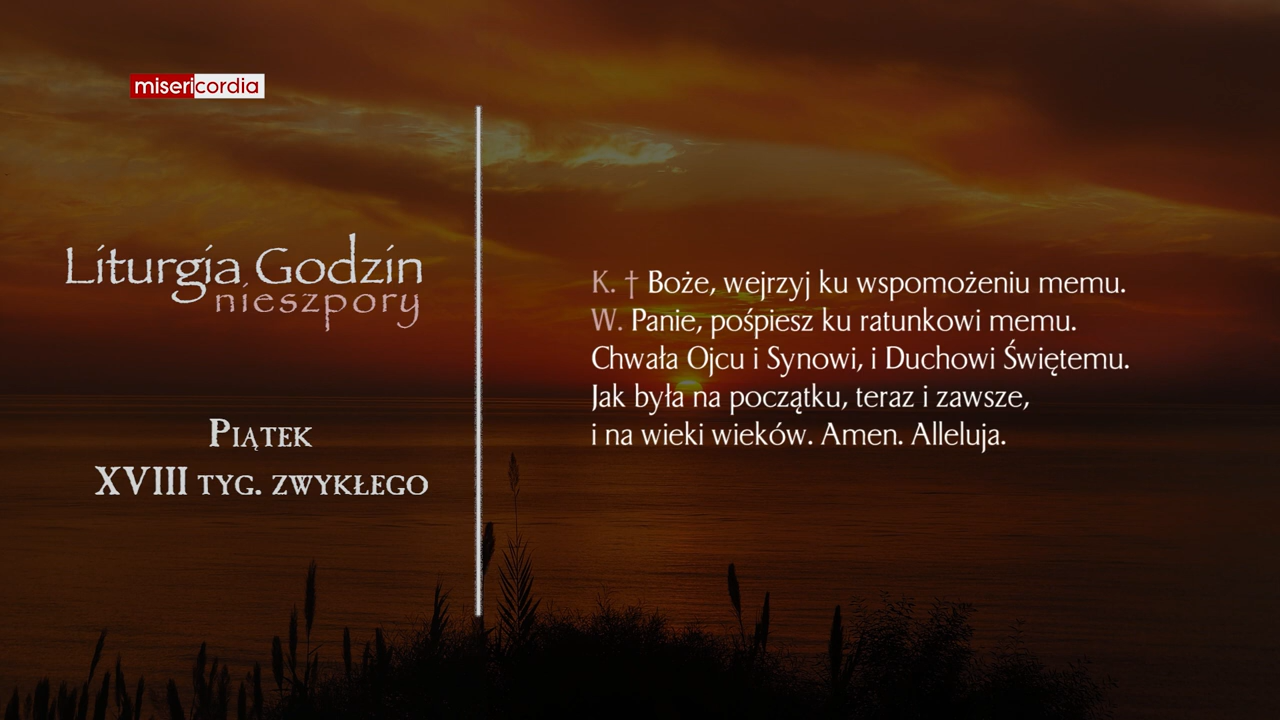 misericordia
Liturgia Godzin
nieszpory
Piątek
XVIII tyg. zwykłego
K. † Boże, wejrzyj ku wspomożeniu memu.
W. Panie, pośpiesz ku ratunkowi memu.
Chwała Ojcu i Synowi, i Duchowi Świętemu.
Jak była na początku, teraz i zawsze,
i na wieki wieków. Amen. Alleluja.